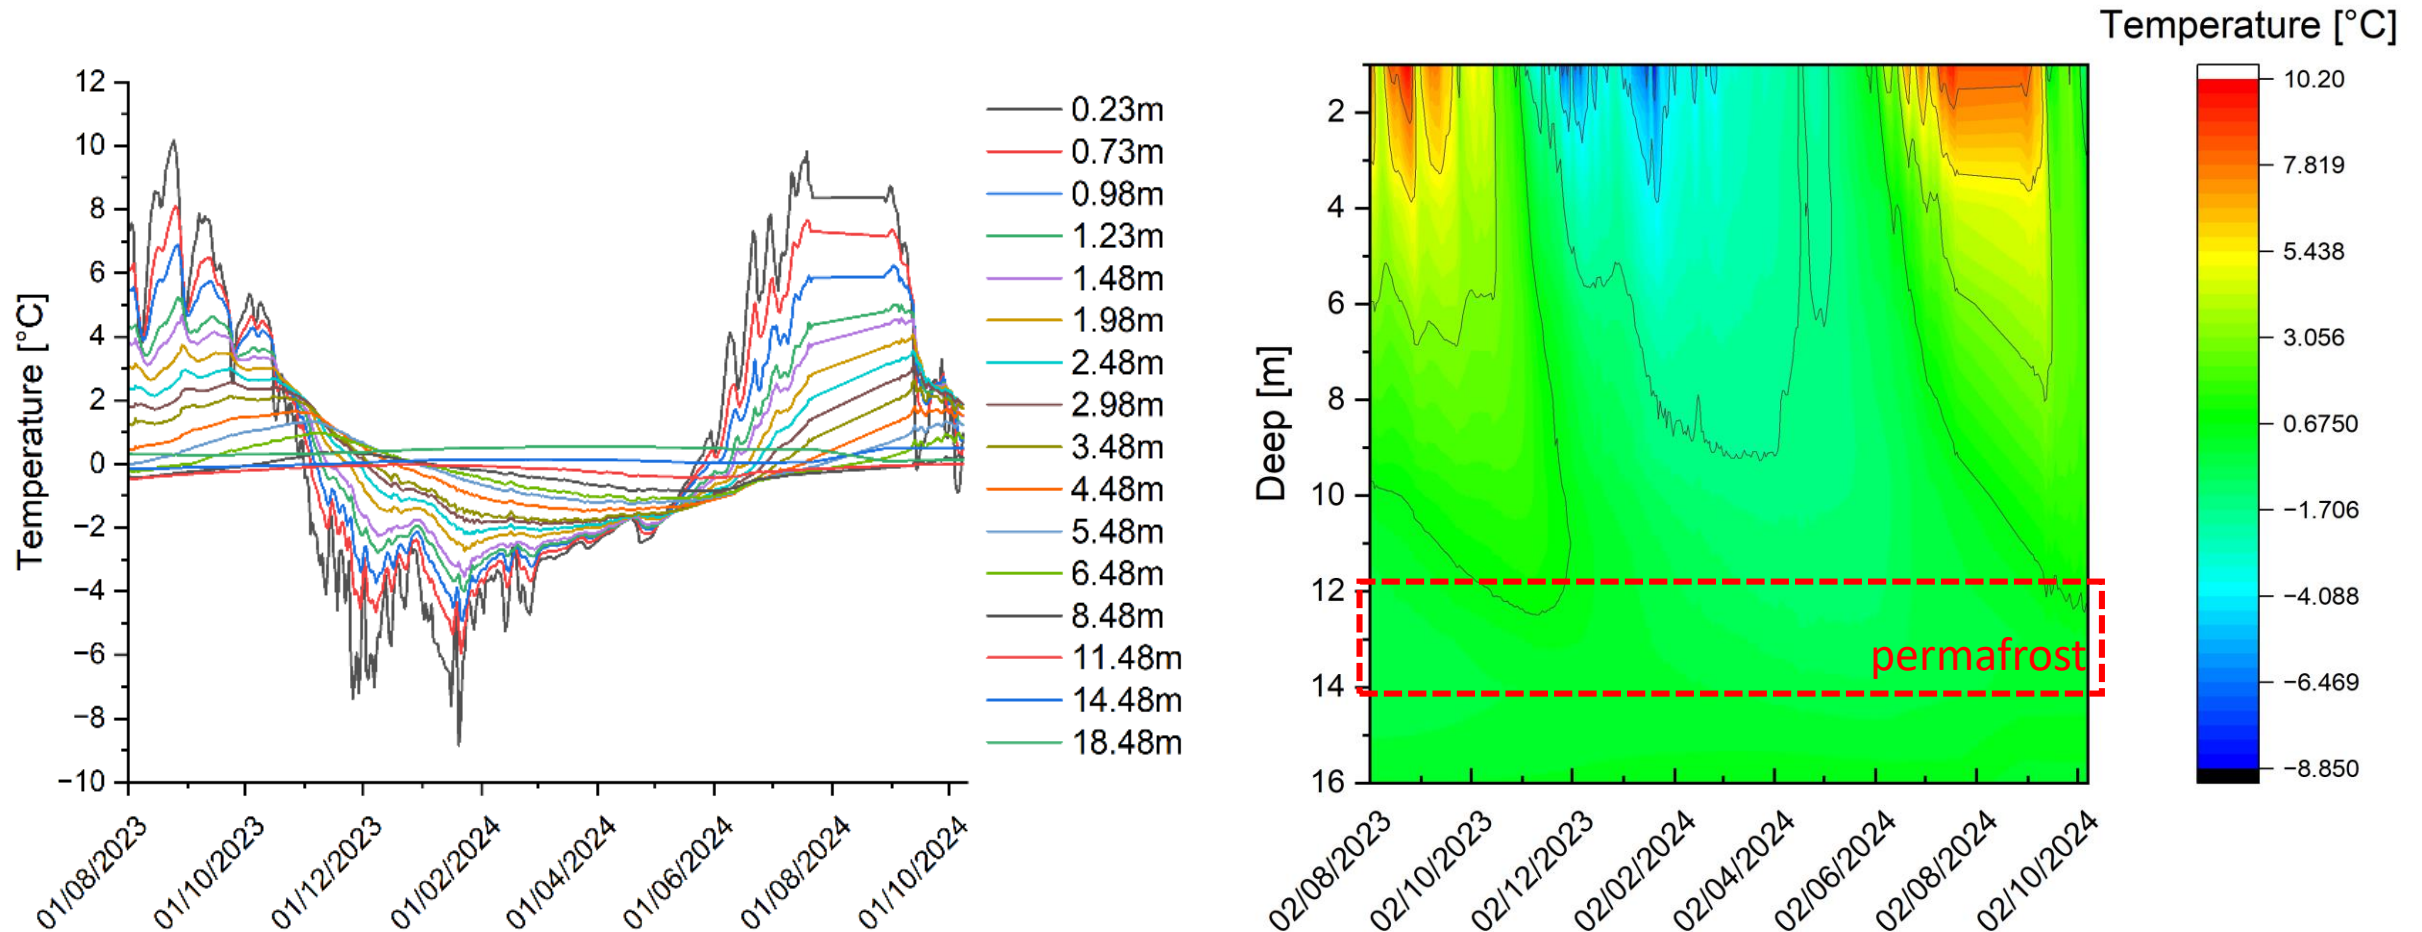 Temperature [°C]
12
10
8
6
4
2
0
−2
−4
−6
−8
−10
01/08/2023
01/10/2023
01/12/2023
01/02/2024
01/04/2024
01/06/2024
01/08/2024
01/10/2024
0.23m
0.73m
0.98m
1.23m
1.48m
1.98m
2.48m
2.98m
3.48m
4.48m
5.48m
6.48m
8.48m
11.48m
14.48m
18.48m
Deep [m]
2
4
6
8
10
12
14
16
permafrost
02/08/2023
02/10/2023
02/12/2023
02/02/2024
02/04/2024
02/06/2024
02/08/2024
02/10/2024
Temperature [°C]
10.20
7.819
5.438
3.056
0.6750
−1.706
−4.088
−6.469
−8.850